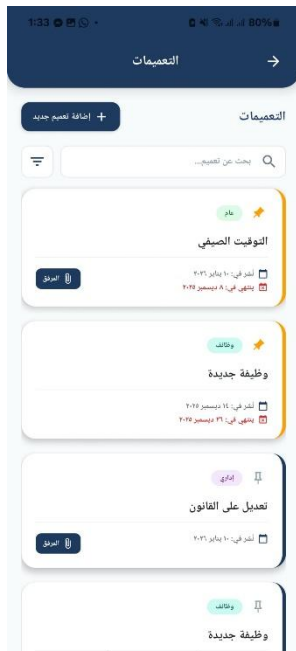 1:33
80%
التعميمات
التعميمات
+ إضافة تعميم جديد
بحث عن تعميم...
عام
التوقيت الصيفي
نشر في: ١٠ يناير ٢٠٢٦
ينتهي في: ٨ ديسمبر ٢٠٢٥
المرفق
وظائف
وظيفة جديدة
نشر في: ١٤ ديسمبر ٢٠٢٥
ينتهي في: ٣٦ ديسمبر ٢٠٢٥
إداري
تعديل على القانون
نشر في: ١٠ يناير ٢٠٢٦
المرفق
وظائف
وظيفة جديدة